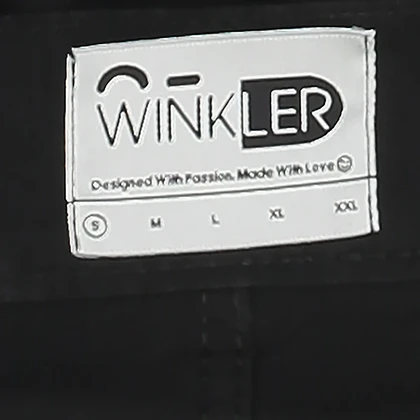 WINKLER
Designed With Passion. Made With Love
S M L XL XXL